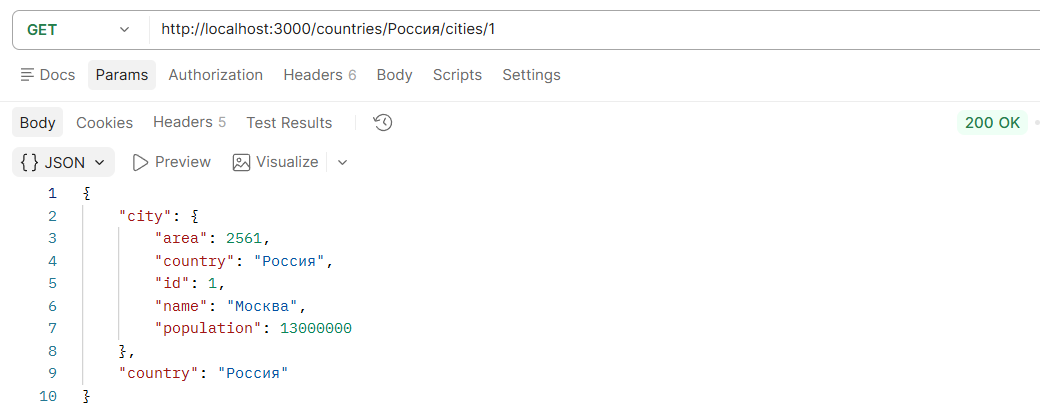 GET http://localhost:3000/countries/Россия/cities/1
Docs Params Authorization Headers 6 Body Scripts Settings
Body Cookies Headers 5 Test Results 200 OK
{} JSON Preview Visualize
1 {
2 "city": {
3 "area": 2561,
4 "country": "Россия",
5 "id": 1,
6 "name": "Москва",
7 "population": 13000000
8 },
9 "country": "Россия"
10 }